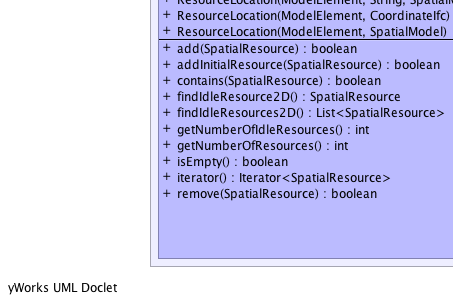 + ResourceLocation(ModelElement, String, Spatial
+ ResourceLocation(ModelElement, CoordinateIfc)
+ ResourceLocation(ModelElement, SpatialModel)
+ add(SpatialResource) : boolean
+ addInitialResource(SpatialResource) : boolean
+ contains(SpatialResource) : boolean
+ findIdleResource2D() : SpatialResource
+ findIdleResources2D() : List<SpatialResource>
+ getNumberOfIdleResources() : int
+ getNumberOfResources() : int
+ isEmpty() : boolean
+ iterator() : Iterator<SpatialResource>
+ remove(SpatialResource) : boolean
yWorks UML Doclet